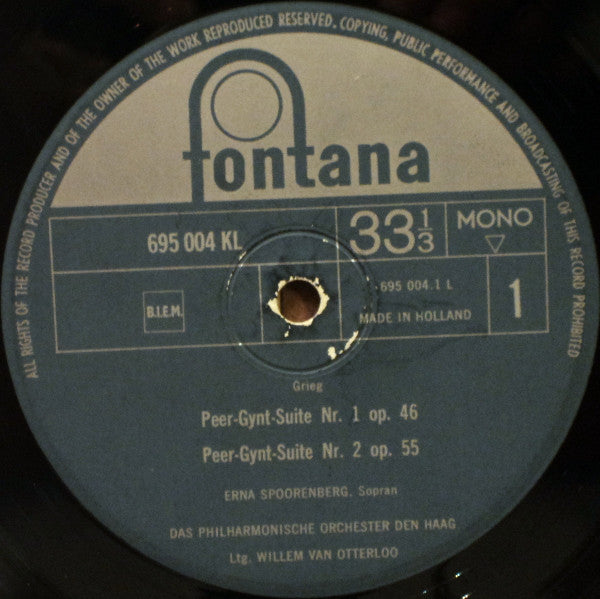 ALL RIGHTS OF THE RECORD PRODUCER AND OF THE OWNER OF THE WORK REPRODUCED RESERVED. COPYING, PUBLIC PERFORMANCE AND BROADCASTING OF THIS RECORD PROHIBITED
fontana
695 004 KL
33 1/3
MONO
695 004.1 L
B.I.E.M.
MADE IN HOLLAND
1
Grieg
Peer-Gynt-Suite Nr. 1 op. 46
Peer-Gynt-Suite Nr. 2 op. 55
ERNA SPOORENBERG, Sopran
DAS PHILHARMONISCHE ORCHESTER DEN HAAG
Ltg. WILLEM VAN OTTERLOO